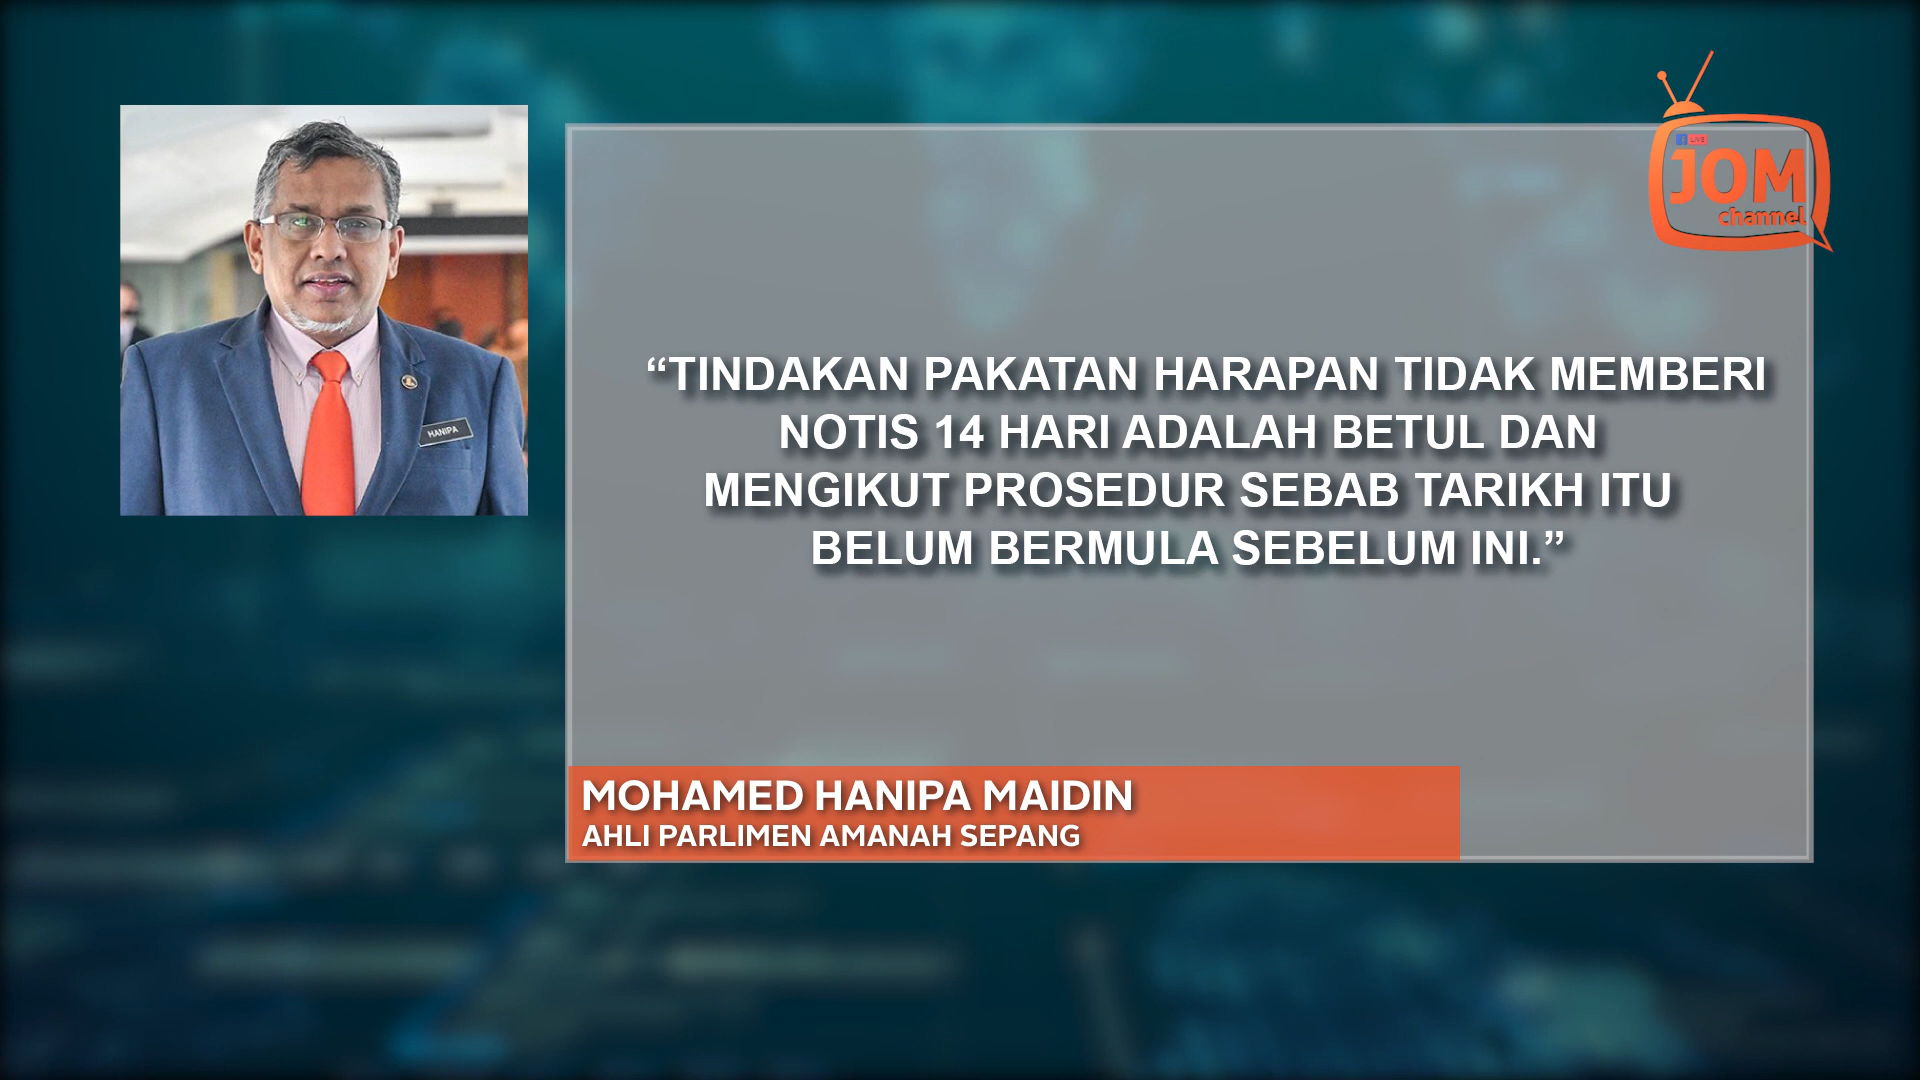 LIVE
JOM
channel
HANIPA
“TINDAKAN PAKATAN HARAPAN TIDAK MEMBERI
NOTIS 14 HARI ADALAH BETUL DAN
MENGIKUT PROSEDUR SEBAB TARIKH ITU
BELUM BERMULA SEBELUM INI.”
MOHAMED HANIPA MAIDIN
AHLI PARLIMEN AMANAH SEPANG